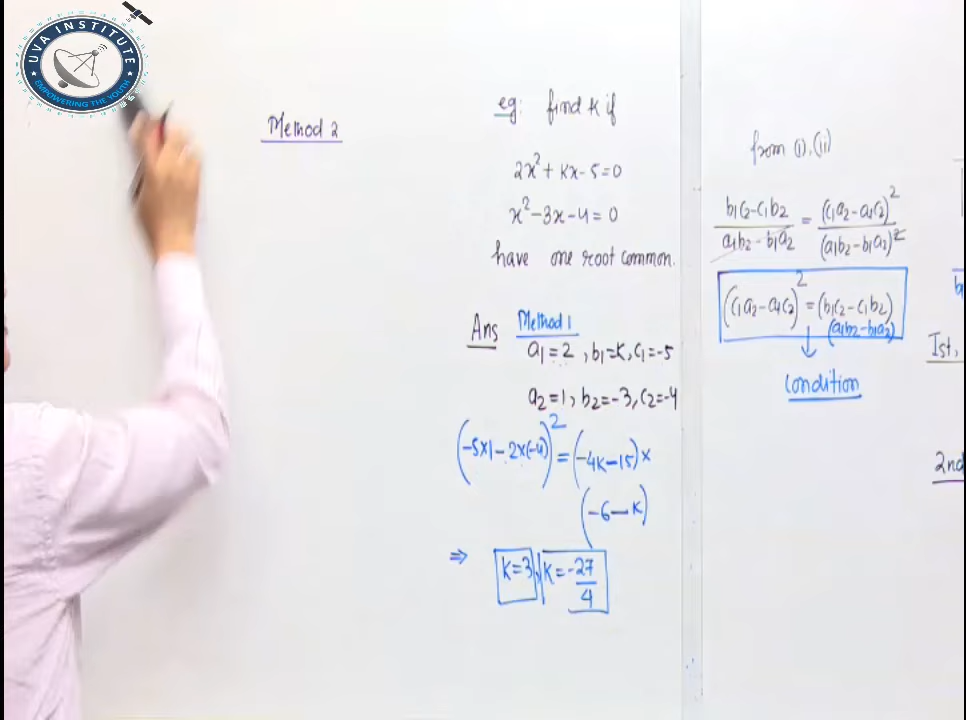 UVA INSTITUTE
EMPOWERING THE YOUTH
Method 2
eg: find k if
2x² + kx - 5 = 0
x² - 3x - 4 = 0
have one root common.
Ans Method 1
a₁ = 2, b₁ = k, c₁ = -5
a₂ = 1, b₂ = -3, c₂ = -4
(-5x1 - 2x(-4))² = (-4k - 15) x
(-6 - k)
⇒ k = 3, k = -27/4
from (i), (ii)
(b₁c₂ - c₁b₂)/(a₁b₂ - b₁a₂) = (c₁a₂ - a₁c₂)²/(a₁b₂ - b₁a₂)²
(c₁a₂ - a₁c₂)² = (b₁c₂ - c₁b₂)
(a₁b₂ - b₁a₂)
Condition
Ist,
2nd